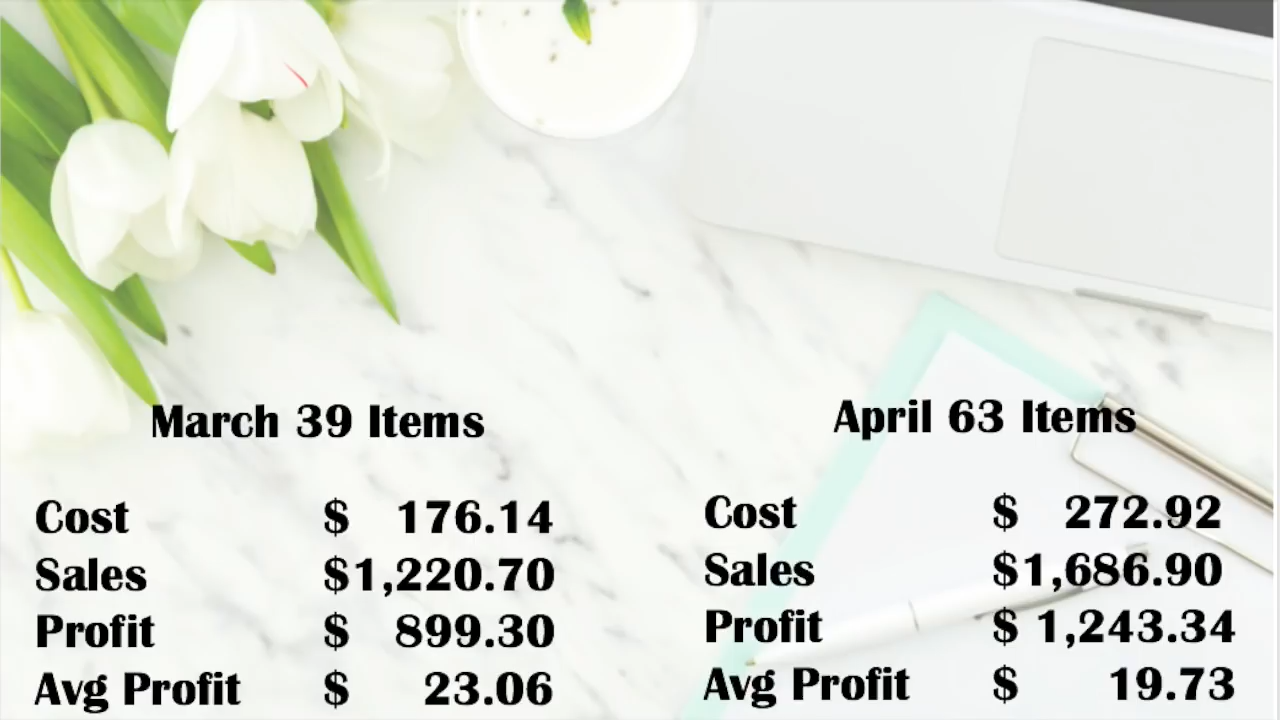 March 39 Items
Cost $ 176.14
Sales $1,220.70
Profit $ 899.30
Avg Profit $ 23.06
April 63 Items
Cost $ 272.92
Sales $1,686.90
Profit $ 1,243.34
Avg Profit $ 19.73